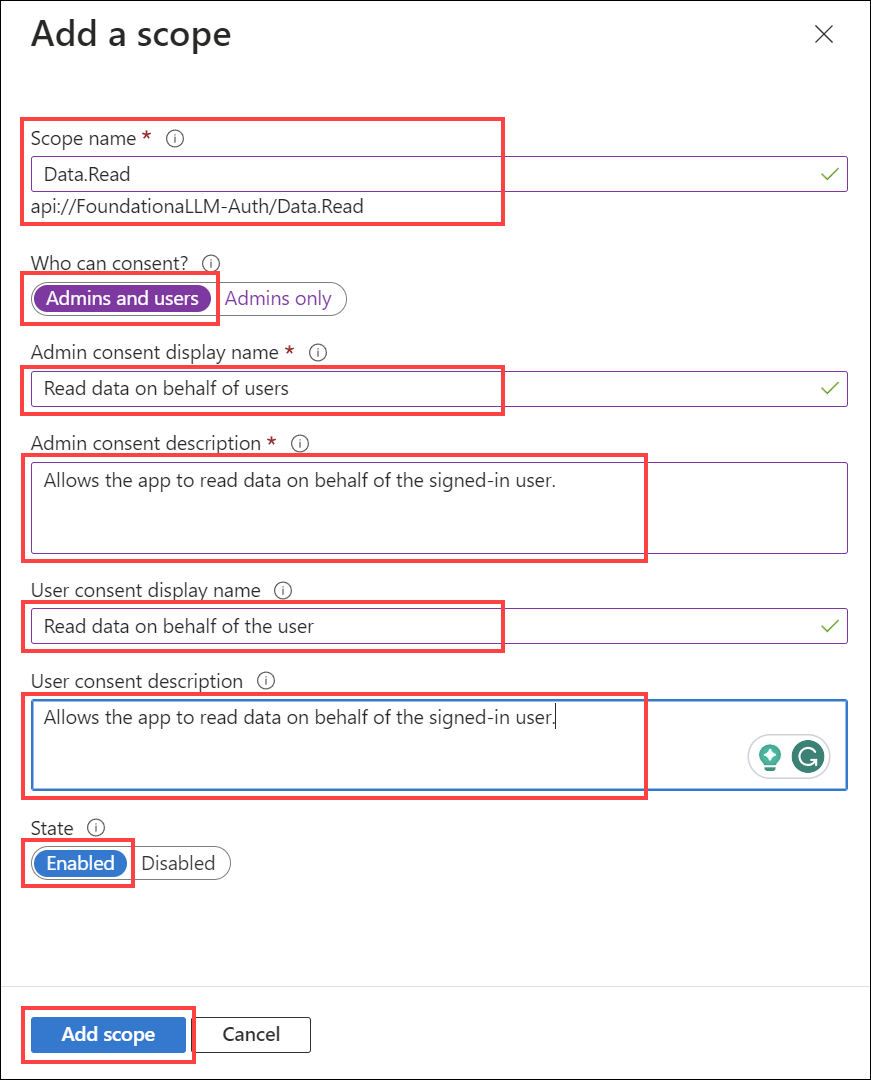 Add a scope
Scope name *
Data.Read
api://FoundationaLLM-Auth/Data.Read
Who can consent?
Admins and users Admins only
Admin consent display name *
Read data on behalf of users
Admin consent description *
Allows the app to read data on behalf of the signed-in user.
User consent display name
Read data on behalf of the user
User consent description
Allows the app to read data on behalf of the signed-in user.
State
Enabled Disabled
Add scope Cancel